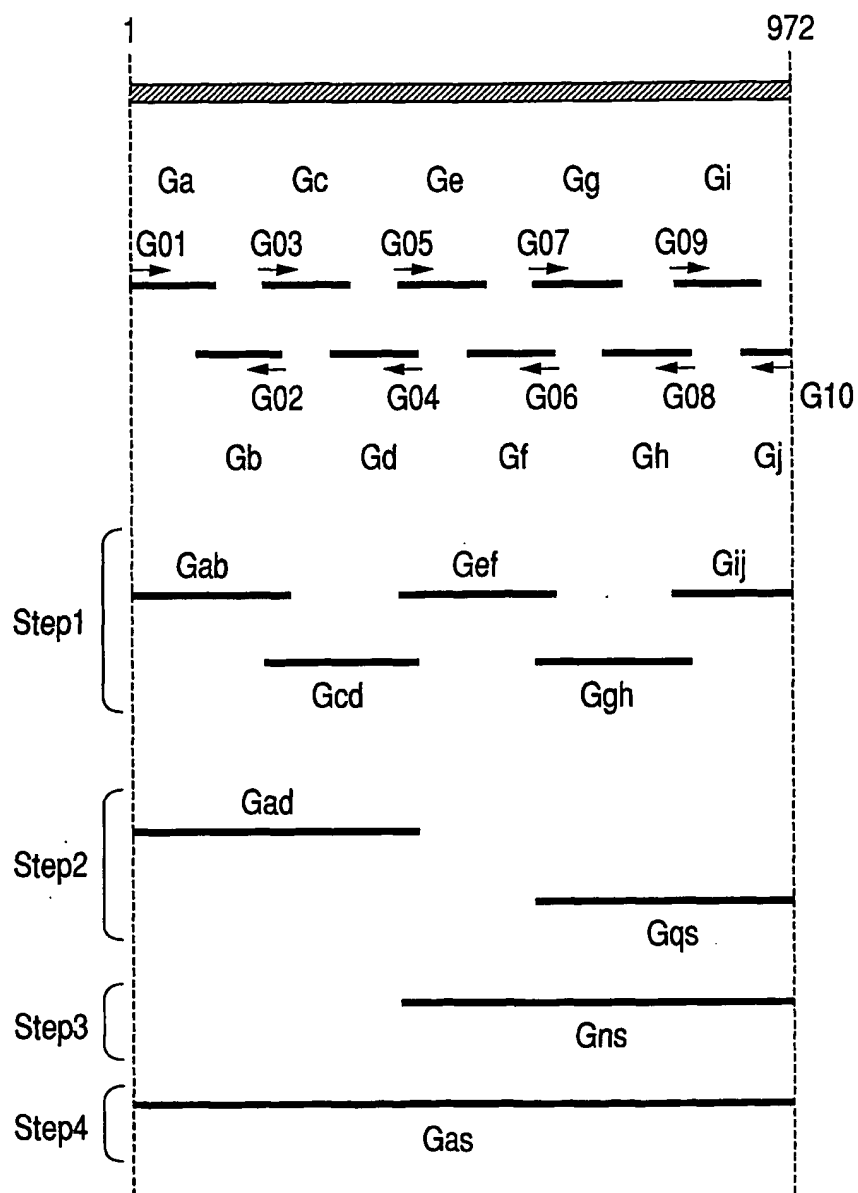 1 972
Ga Gc Ge Gg Gi
G01 G03 G05 G07 G09
G02 G04 G06 G08 G10
Gb Gd Gf Gh Gj
Step1
Gab Gef Gij
Gcd Ggh
Step2
Gad
Gqs
Step3
Gns
Step4
Gas